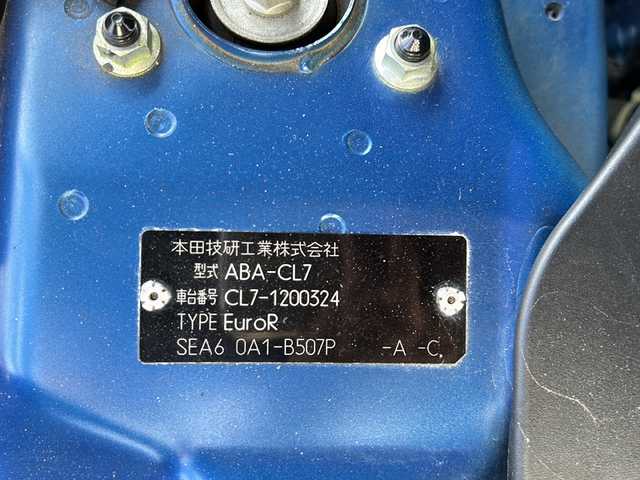 本田技研工業株式会社
型式 ABA-CL7
車台番号 CL7-1200324
TYPE EuroR
SEA6 0A1-B507P -A -C